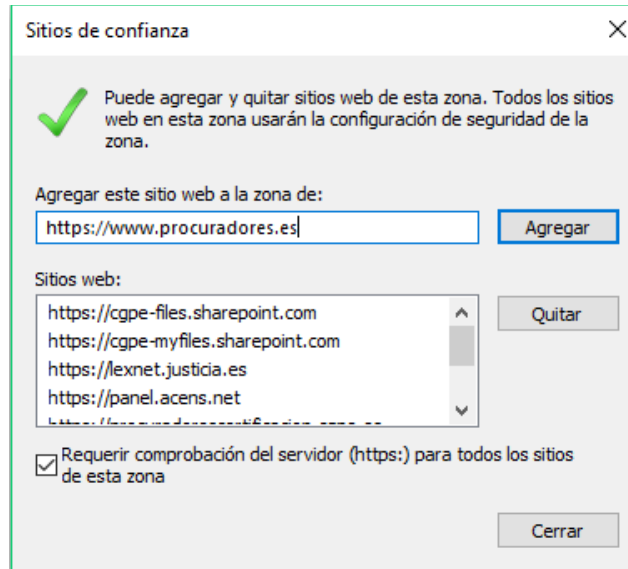 Sitios de confianza
Puede agregar y quitar sitios web de esta zona. Todos los sitios
web en esta zona usarán la configuración de seguridad de la
zona.
Agregar este sitio web a la zona de:
https://www.procuradores.es
Agregar
Sitios web:
https://cgpe-files.sharepoint.com
Quitar
https://cgpe-myfiles.sharepoint.com
https://lexnet.justicia.es
https://panel.acens.net
Requerir comprobación del servidor (https:) para todos los sitios
de esta zona
Cerrar